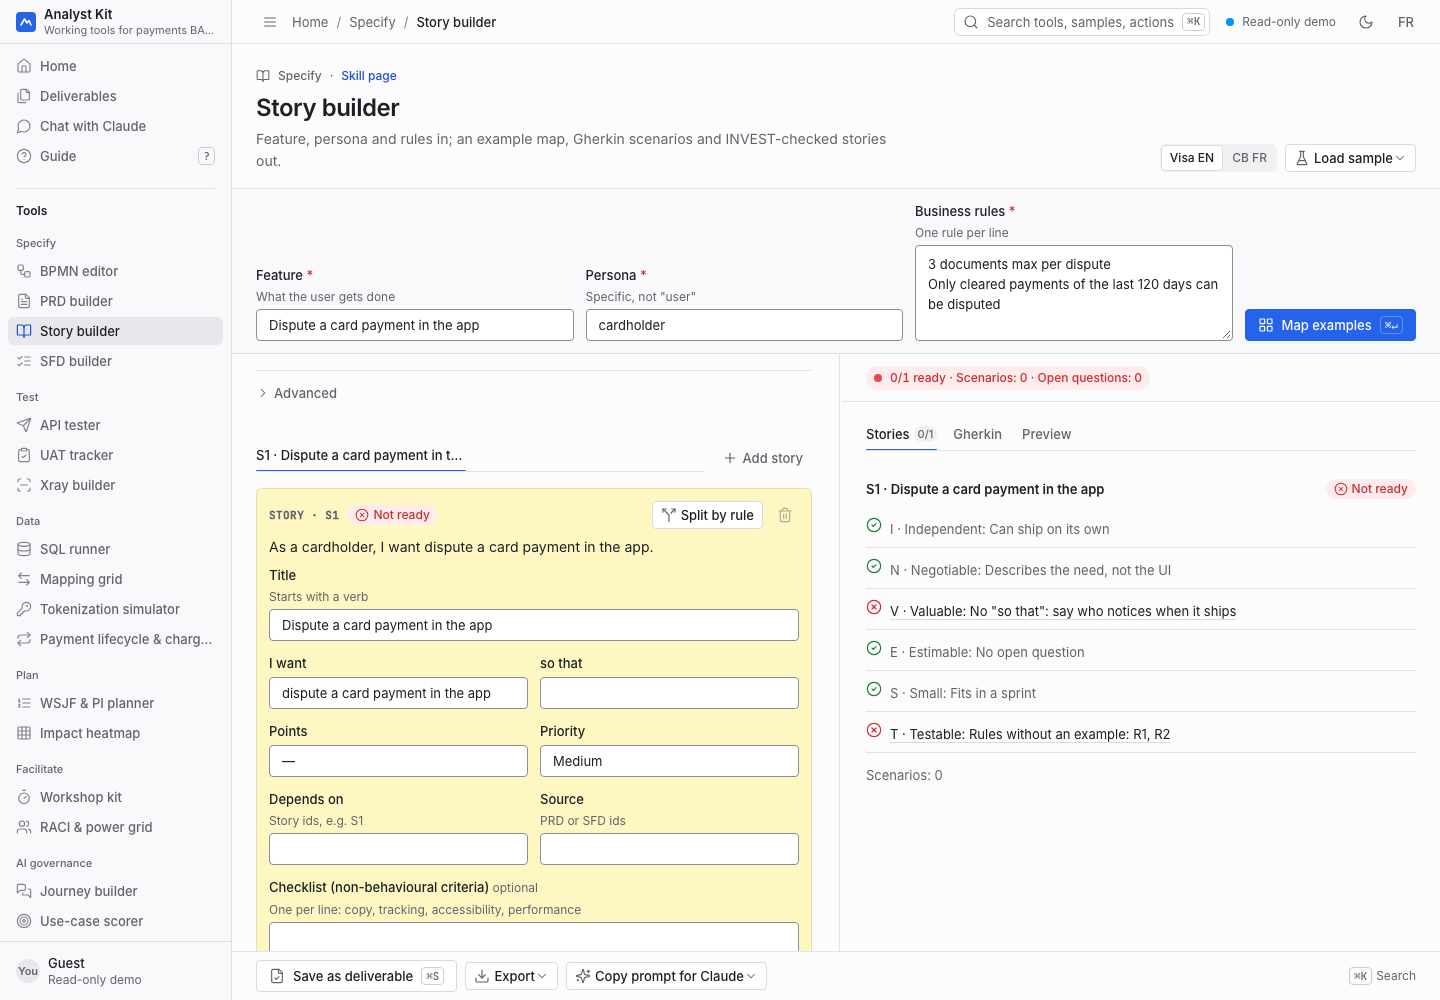 Analyst Kit
Working tools for payments BA...
Home
Deliverables
Chat with Claude
Guide
?
Tools
Specify
BPMN editor
PRD builder
Story builder
SFD builder
Test
API tester
UAT tracker
Xray builder
Data
SQL runner
Mapping grid
Tokenization simulator
Payment lifecycle & charg...
Plan
WSJF & PI planner
Impact heatmap
Facilitate
Workshop kit
RACI & power grid
AI governance
Journey builder
Use-case scorer
You
Guest
Read-only demo
Home / Specify / Story builder
Search tools, samples, actions ⌘K
Read-only demo
FR
Specify · Skill page
Story builder
Feature, persona and rules in; an example map, Gherkin scenarios and INVEST-checked stories
out.
Visa EN
CB FR
Load sample
Feature *
What the user gets done
Dispute a card payment in the app
Persona *
Specific, not "user"
cardholder
Business rules *
One rule per line
3 documents max per dispute
Only cleared payments of the last 120 days can
be disputed
Map examples ⌘↵
Advanced
S1 · Dispute a card payment in t...
Add story
STORY · S1
Not ready
Split by rule
As a cardholder, I want dispute a card payment in the app.
Title
Starts with a verb
Dispute a card payment in the app
I want
so that
dispute a card payment in the app
Points
Priority
—
Medium
Depends on
Source
Story ids, e.g. S1
PRD or SFD ids
Checklist (non-behavioural criteria) optional
One per line: copy, tracking, accessibility, performance
0/1 ready · Scenarios: 0 · Open questions: 0
Stories 0/1
Gherkin
Preview
S1 · Dispute a card payment in the app
Not ready
I · Independent: Can ship on its own
N · Negotiable: Describes the need, not the UI
V · Valuable: No "so that": say who notices when it ships
E · Estimable: No open question
S · Small: Fits in a sprint
T · Testable: Rules without an example: R1, R2
Scenarios: 0
Save as deliverable ⌘S
Export
Copy prompt for Claude
⌘K Search